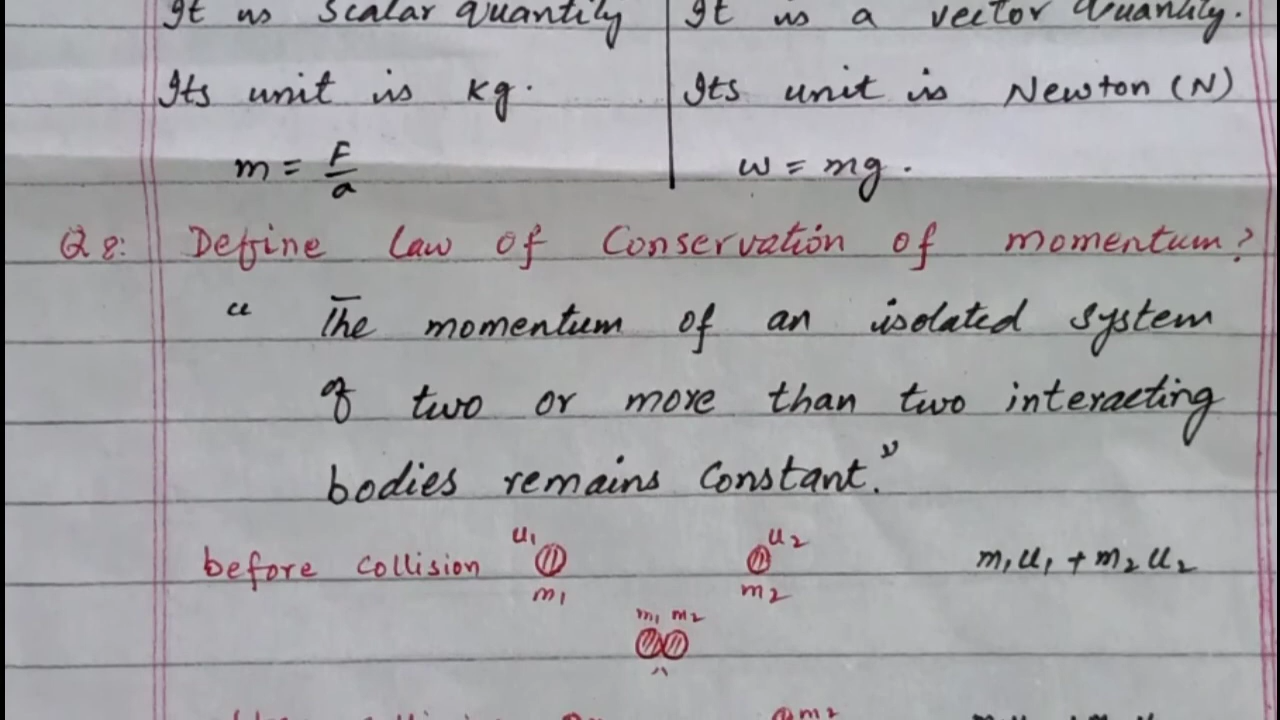 It is Scalar quantity It is a vector Quantity.
Its unit is kg. Its unit is Newton (N)
m = F/a w = mg.
Q 8: Define Law of Conservation of momentum?
“ The momentum of an isolated system
of two or more than two interacting
bodies remains Constant.”
u₁ u₂
before collision m₁u₁ + m₂u₂
m₁ m₂
m₁ m₂
m₂